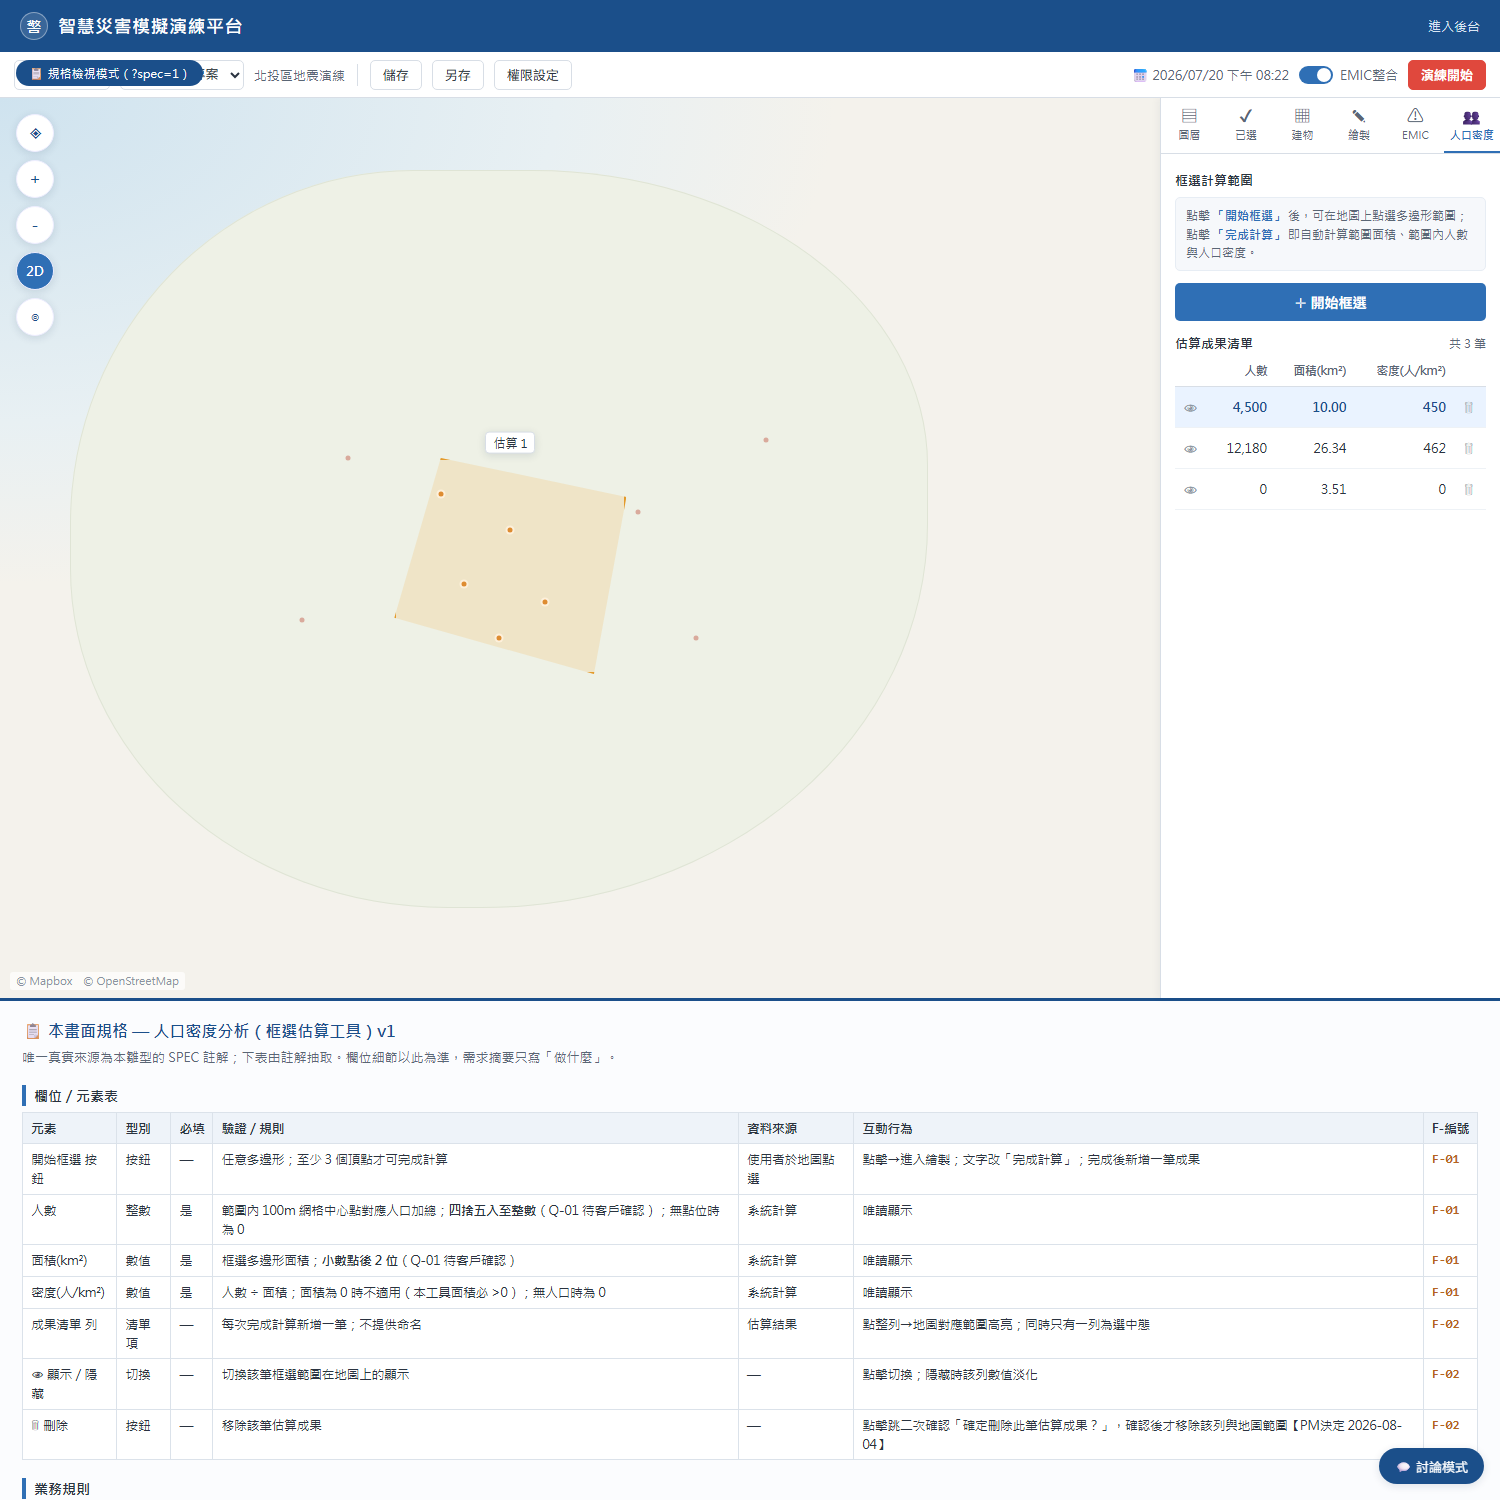 警 智慧災害模擬演練平台
進入後台
📋 規格檢視模式（?spec=1）
專案
北投區地震演練
儲存
另存
權限設定
2026/07/20 下午 08:22
EMIC整合
演練開始
+
-
2D
圖層
已選
建物
繪製
EMIC
人口密度
框選計算範圍
點擊「開始框選」後，可在地圖上點選多邊形範圍；
點擊「完成計算」即自動計算範圍面積、範圍內人數
與人口密度。
＋ 開始框選
估算成果清單 共 3 筆
人數 面積(km²) 密度(人/km²)
4,500 10.00 450
12,180 26.34 462
0 3.51 0
估算 1
© Mapbox © OpenStreetMap
📋 本畫面規格 — 人口密度分析（框選估算工具）v1
唯一真實來源為本雛型的 SPEC 註解；下表由註解抽取。欄位細節以此為準，需求摘要只寫「做什麼」。
欄位 / 元素表
元素 型別 必填 驗證 / 規則 資料來源 互動行為 F-編號
開始框選 按鈕 按鈕 — 任意多邊形；至少 3 個頂點才可完成計算 使用者於地圖點選 點擊→進入繪製；文字改「完成計算」；完成後新增一筆成果 F-01
人數 整數 是 範圍內 100m 網格中心點對應人口加總；四捨五入至整數（Q-01 待客戶確認）；無點位時為 0 系統計算 唯讀顯示 F-01
面積(km²) 數值 是 框選多邊形面積；小數點後 2 位（Q-01 待客戶確認） 系統計算 唯讀顯示 F-01
密度(人/km²) 數值 是 人數 ÷ 面積；面積為 0 時不適用（本工具面積必 >0）；無人口時為 0 系統計算 唯讀顯示 F-01
成果清單 列 清單項 — 每次完成計算新增一筆；不提供命名 估算結果 點整列→地圖對應範圍高亮；同時只有一列為選中態 F-02
👁 顯示 / 隱藏 切換 — 切換該筆框選範圍在地圖上的顯示 — 點擊切換；隱藏時該列數值淡化 F-02
🗑 刪除 按鈕 — 移除該筆估算成果 — 點擊跳二次確認「確定刪除此筆估算成果？」，確認後才移除該列與地圖範圍【PM決定 2026-08-04】 F-02
💬 討論模式
業務規則